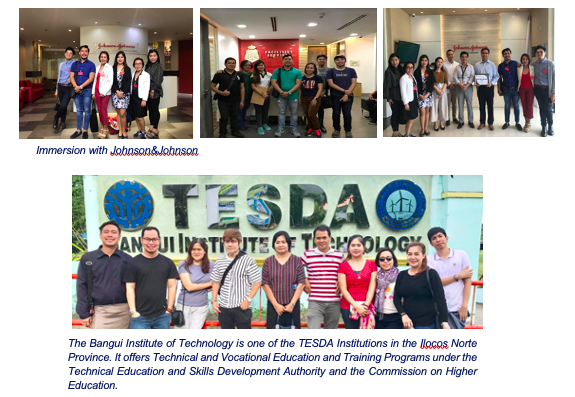 Johnson & Johnson
Immersion with Johnson&Johnson
TESDA
BANGUI INSTITUTE OF TECHNOLOGY
The Bangui Institute of Technology is one of the TESDA Institutions in the Ilocos Norte
Province. It offers Technical and Vocational Education and Training Programs under the
Technical Education and Skills Development Authority and the Commission on Higher
Education.